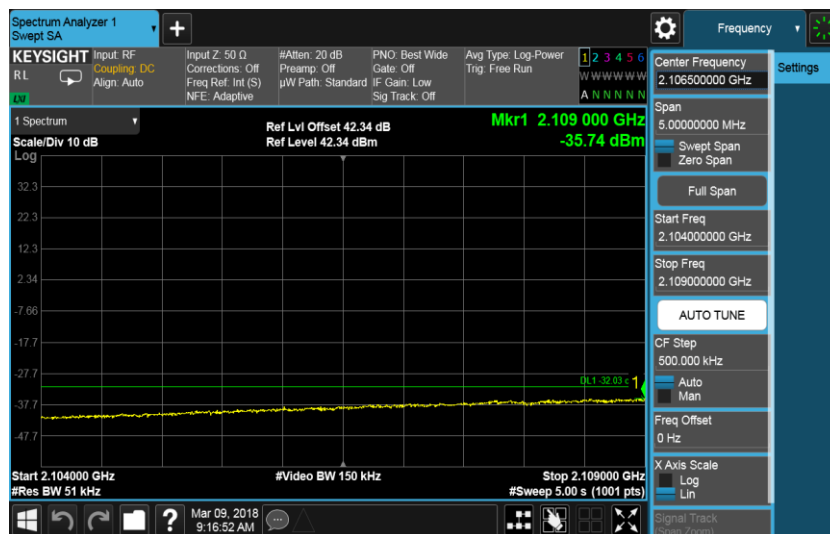 Spectrum Analyzer 1
Swept SA
+
Frequency
KEYSIGHT
RL
LXI
Input: RF
Coupling: DC
Align: Auto
Input Z: 50 Ω
Corrections: Off
Freq Ref: Int (S)
NFE: Adaptive
#Atten: 20 dB
Preamp: Off
µW Path: Standard
PNO: Best Wide
Gate: Off
IF Gain: Low
Sig Track: Off
Avg Type: Log-Power
Trig: Free Run
1 2 3 4 5 6
W W W W W W
A N N N N N
1 Spectrum
Scale/Div 10 dB
Log
Ref Lvl Offset 42.34 dB
Ref Level 42.34 dBm
Mkr1 2.109 000 GHz
-35.74 dBm
32.3
22.3
12.3
2.34
-7.66
-17.7
-27.7
-37.7
-47.7
DL1 -32.03
1
Start 2.104000 GHz
#Res BW 51 kHz
#Video BW 150 kHz
Stop 2.109000 GHz
#Sweep 5.00 s (1001 pts)
Mar 09, 2018
9:16:52 AM
?
Center Frequency
2.106500000 GHz
Span
5.00000000 MHz
Swept Span
Zero Span
Full Span
Start Freq
2.104000000 GHz
Stop Freq
2.109000000 GHz
AUTO TUNE
CF Step
500.000 kHz
Auto
Man
Freq Offset
0 Hz
X Axis Scale
Log
Lin
Signal Track
(Span Zoom)
Settings